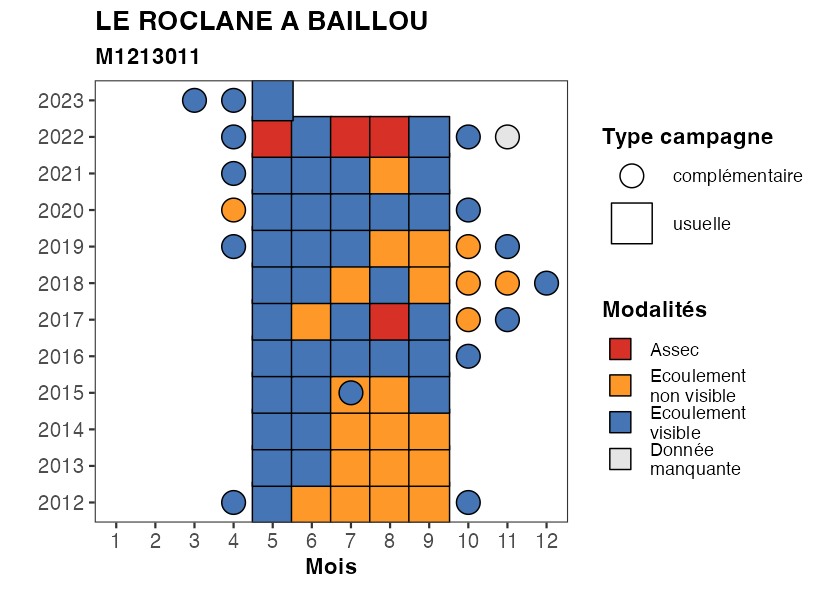 LE ROCLANE A BAILLOU
M1213011
2023
2022
2021
2020
2019
2018
2017
2016
2015
2014
2013
2012
1 2 3 4 5 6 7 8 9 10 11 12
Mois
Type campagne
complémentaire
usuelle
Modalités
Assec
Ecoulement
non visible
Ecoulement
visible
Donnée
manquante